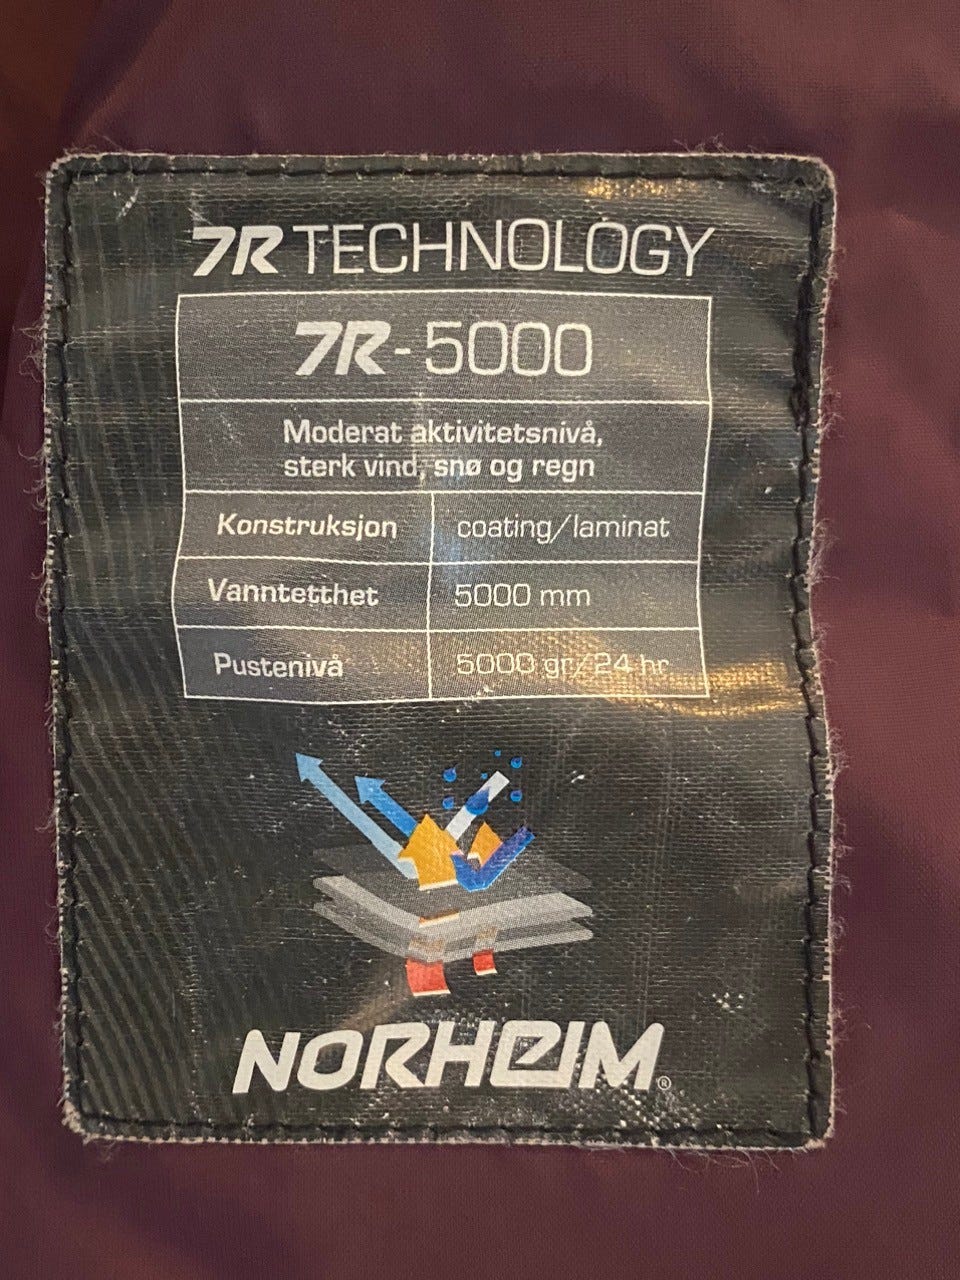 7R TECHNOLOGY
7R - 5000
Moderat aktivitetsnivå,
sterk vind, snø og regn
Konstruksjon coating/laminat
Vanntetthet 5000 mm
Pustenivå 5000 gr/24 hr
NORHEIM®